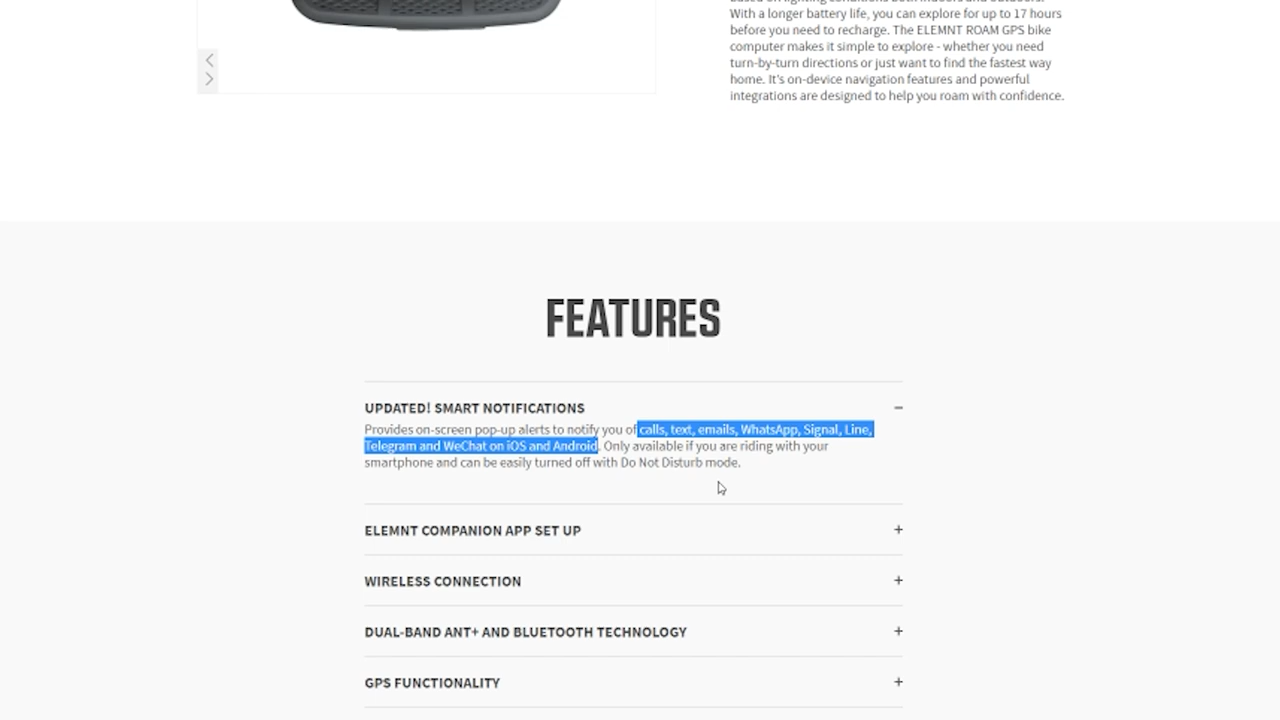 With a longer battery life, you can explore for up to 17 hours
before you need to recharge. The ELEMNT ROAM GPS bike
computer makes it simple to explore - whether you need
turn-by-turn directions or just want to find the fastest way
home. It's on-device navigation features and powerful
integrations are designed to help you roam with confidence.
FEATURES
UPDATED! SMART NOTIFICATIONS
Provides on-screen pop-up alerts to notify you of calls, text, emails, WhatsApp, Signal, Line,
Telegram and WeChat on iOS and Android. Only available if you are riding with your
smartphone and can be easily turned off with Do Not Disturb mode.
ELEMNT COMPANION APP SET UP
WIRELESS CONNECTION
DUAL-BAND ANT+ AND BLUETOOTH TECHNOLOGY
GPS FUNCTIONALITY